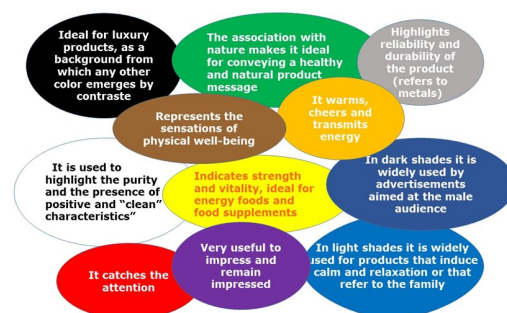 Ideal for luxury
products, as a
background from
which any other
color emerges by
contrast
The association with
nature makes it ideal
for conveying a healthy
and natural product
message
Highlights
reliability and
durability of
the product
(refers to
metals)
Represents the
sensations of
physical well-being
It warms,
cheers and
transmits
energy
It is used to
highlight the purity
and the presence of
positive and “clean”
characteristics”
Indicates strength
and vitality, ideal for
energy foods and
food supplements
In dark shades it is
widely used by
advertisements
aimed at the male
audience
It catches the
attention
Very useful to
impress and
remain
impressed
In light shades it is widely
used for products that induce
calm and relaxation or that
refer to the family